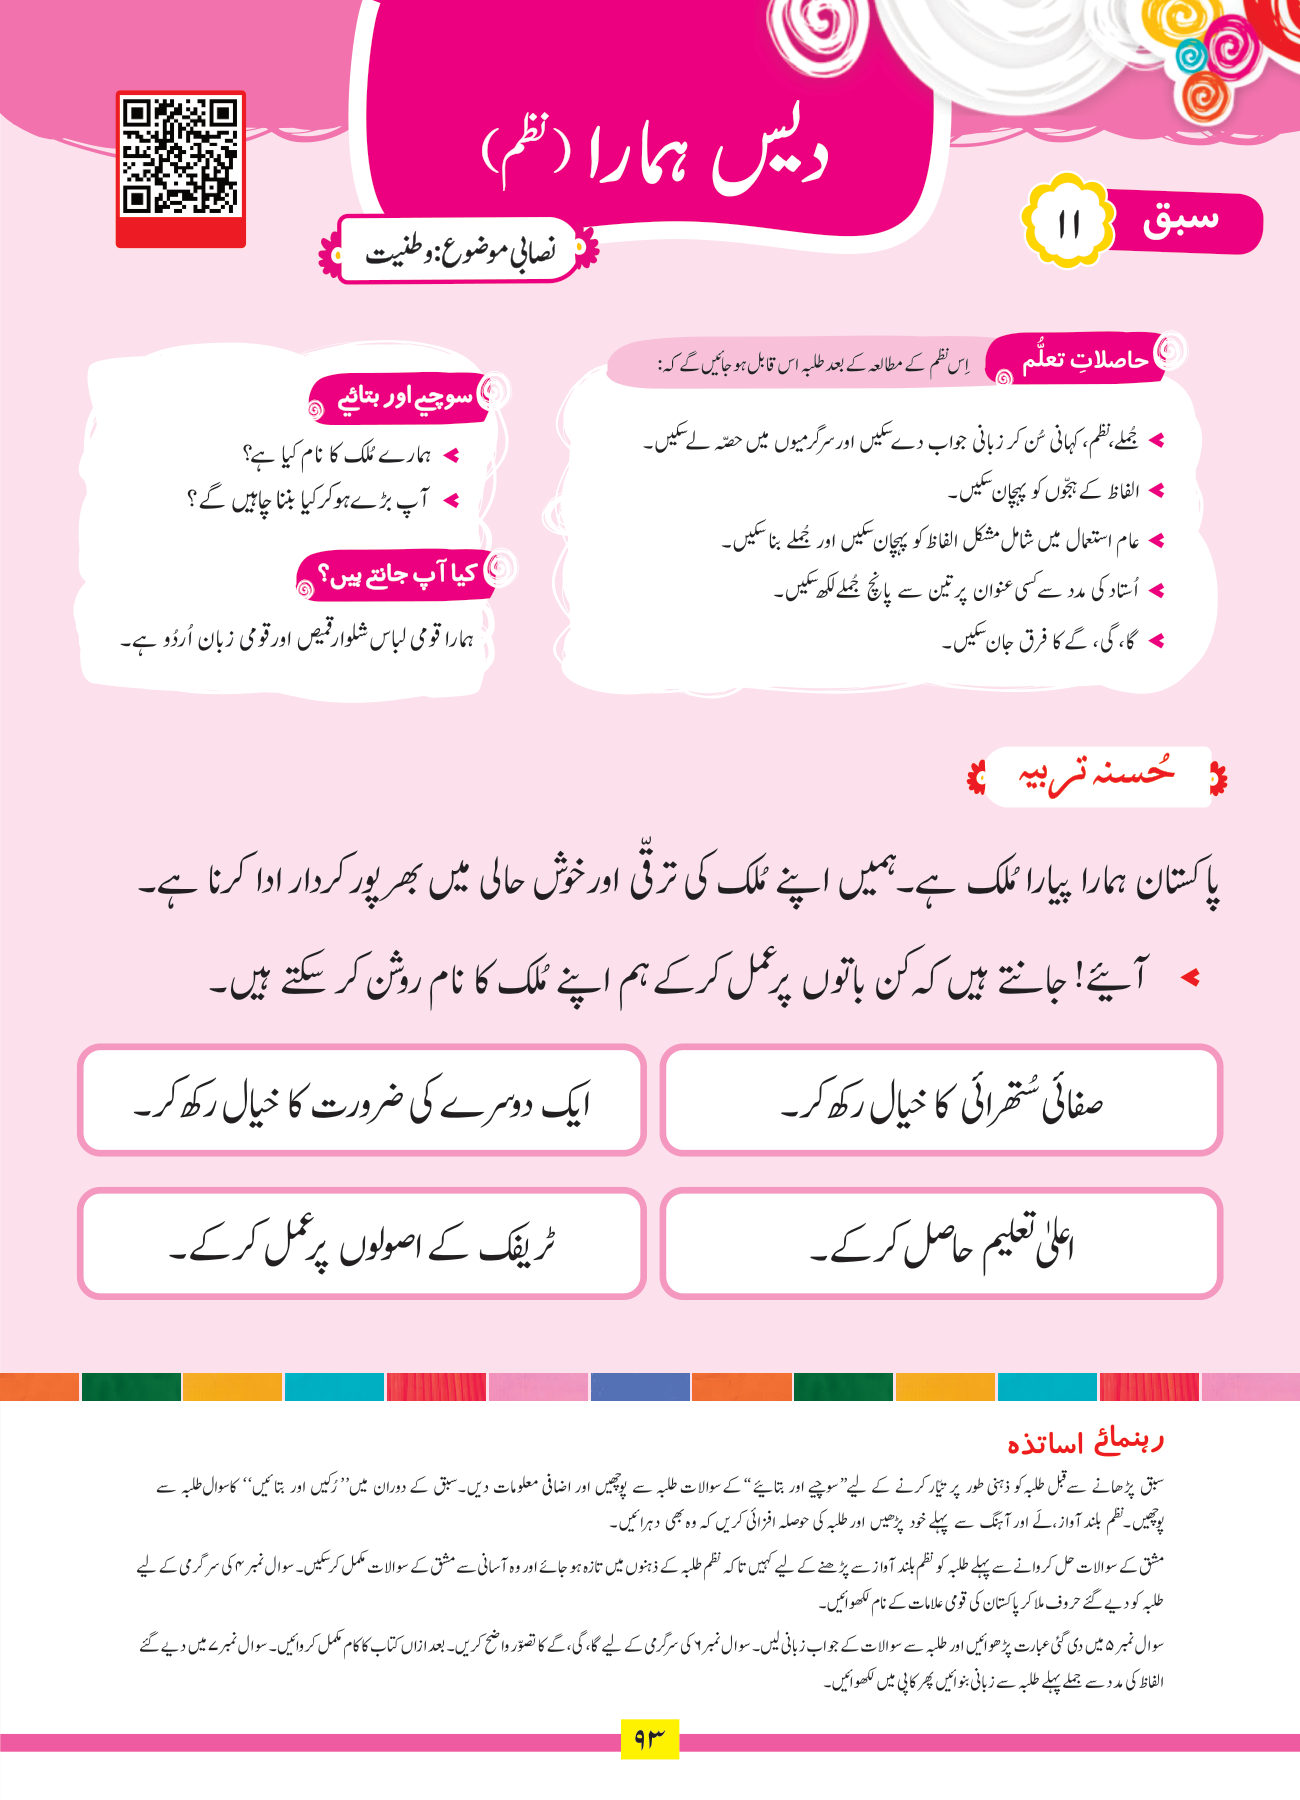 دیس ہمارا (نظم)
سبق ۱۱
نصابی موضوع: وطنیت
حاصلاتِ تعلُّم
اِس نظم کے مطالعہ کے بعد طلبہ اس قابل ہو جائیں گے کہ:
جُملے، نظم، کہانی سُن کر زبانی جواب دے سکیں اور سرگرمیوں میں حصّہ لے سکیں۔
الفاظ کے ہجّوں کو پہچان سکیں۔
عام استعمال میں شامل مشکل الفاظ کو پہچان سکیں اور جُملے بنا سکیں۔
اُستاد کی مدد سے کسی عنوان پر تین سے پانچ جُملے لکھ سکیں۔
گا، گی، گے کا فرق جان سکیں۔
سوچیے اور بتائیے
ہمارے مُلک کا نام کیا ہے؟
آپ بڑے ہو کر کیا بننا چاہیں گے؟
کیا آپ جانتے ہیں؟
ہمارا قومی لباس شلوار قمیص اور قومی زبان اُردُو ہے۔
حُسنہ تربیہ
پاکستان ہمارا پیارا مُلک ہے۔ ہمیں اپنے مُلک کی ترقّی اور خوش حالی میں بھرپور کردار ادا کرنا ہے۔
آیئے! جانتے ہیں کہ کن باتوں پر عمل کر کے ہم اپنے مُلک کا نام روشن کر سکتے ہیں۔
صفائی سُتھرائی کا خیال رکھ کر۔
ایک دوسرے کی ضرورت کا خیال رکھ کر۔
اعلیٰ تعلیم حاصل کر کے۔
ٹریفک کے اصولوں پر عمل کر کے۔
رہنمائے اساتذہ
سبق پڑھانے سے قبل طلبہ کو ذہنی طور پر تیّار کرنے کے لیے ”سوچیے اور بتایئے“ کے سوالات طلبہ سے پوچھیں اور اضافی معلومات دیں۔ سبق کے دوران میں ”رُکیں اور بتائیں“ کا سوال طلبہ سے
پوچھیں۔ نظم بلند آواز، لَے اور آہنگ سے پہلے خود پڑھیں اور طلبہ کی حوصلہ افزائی کریں کہ وہ بھی دہرائیں۔
مشق کے سوالات حل کروانے سے پہلے طلبہ کو نظم بلند آواز سے پڑھنے کے لیے کہیں تا کہ نظم طلبہ کے ذہنوں میں تازہ ہو جائے اور وہ آسانی سے مشق کے سوالات مکمل کر سکیں۔ سوال نمبر ۴ کی سرگرمی کے لیے
طلبہ کو دیے گئے حروف ملا کر پاکستان کی قومی علامات کے نام لکھوائیں۔
سوال نمبر ۵ میں دی گئی عبارت پڑھوائیں اور طلبہ سے سوالات کے جواب زبانی لیں۔ سوال نمبر ۶ کی سرگرمی کے لیے گا، گی، گے کا تصوّر واضح کریں۔ بعد ازاں کتاب کا کام مکمل کروائیں۔ سوال نمبر ۷ میں دیے گئے
الفاظ کی مدد سے جملے پہلے طلبہ سے زبانی بنوائیں پھر کاپی میں لکھوائیں۔
۹۳